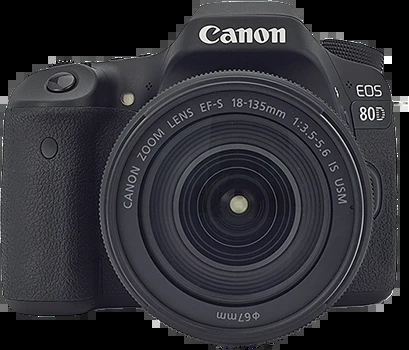 Canon
EOS
80D
CANON ZOOM LENS EF-S 18-135mm 1:3.5-5.6 IS USM
Φ67mm